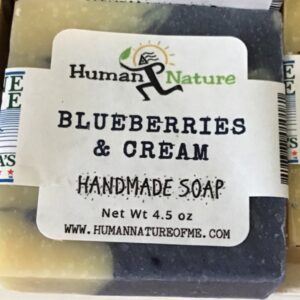 Human Nature
BLUEBERRIES
& CREAM
HANDMADE SOAP
Net Wt 4.5 oz
WWW.HUMANNATUREOFME.COM